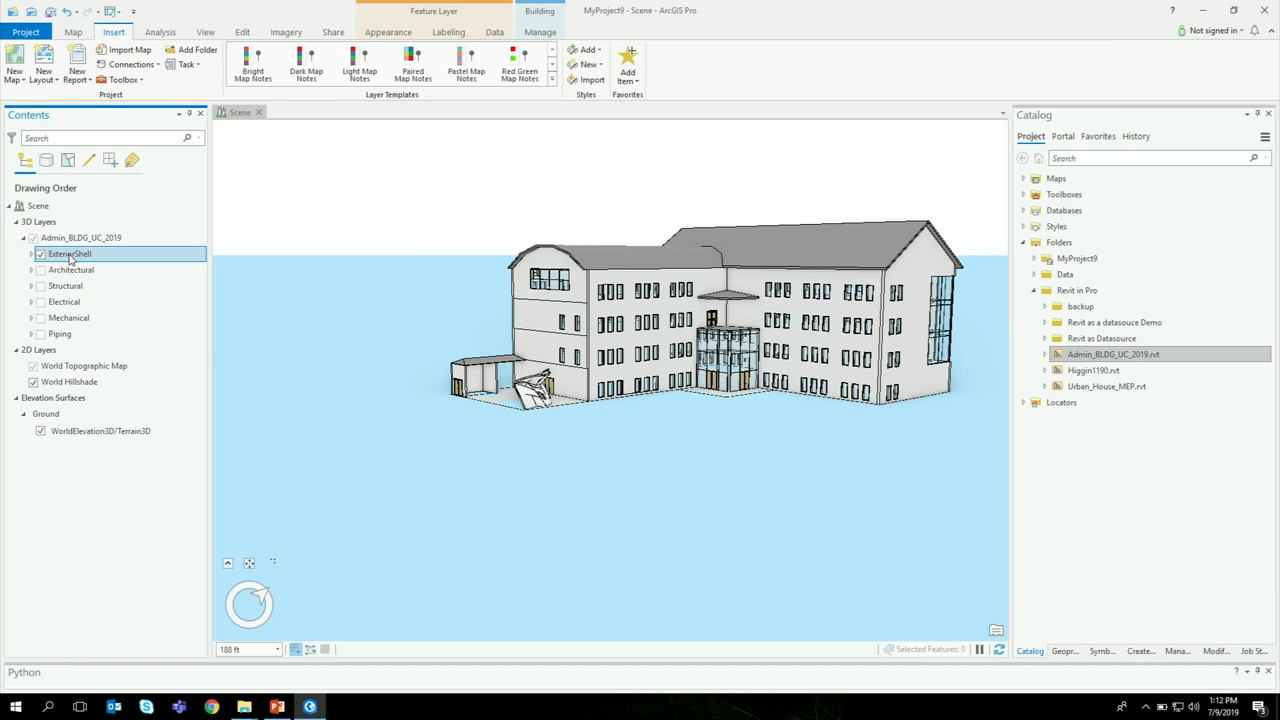 Feature Layer
Building
MyProject9 - Scene - ArcGIS Pro
?
Project
Map
Insert
Analysis
View
Edit
Imagery
Share
Appearance
Labeling
Data
Manage
Not signed in
New Map
New Layout
New Report
Import Map
Connections
Toolbox
Add Folder
Task
Project
Bright Map Notes
Dark Map Notes
Light Map Notes
Paired Map Notes
Pastel Map Notes
Red Green Map Notes
Layer Templates
Add
New
Import
Styles
Add Item
Favorites
Contents
Search
Drawing Order
Scene
3D Layers
Admin_BLDG_UC_2019
ExteriorShell
Architectural
Structural
Electrical
Mechanical
Piping
2D Layers
World Topographic Map
World Hillshade
Elevation Surfaces
Ground
WorldElevation3D/Terrain3D
Scene
188 ft
Selected Features: 0
Catalog
Project
Portal
Favorites
History
Search
Maps
Toolboxes
Databases
Styles
Folders
MyProject9
Data
Revit in Pro
backup
Revit as a datasouce Demo
Revit as Datasource
Admin_BLDG_UC_2019.rvt
Higgin1190.rvt
Urban_House_MEP.rvt
Locators
Catalog
Geopr...
Symb...
Create...
Mana...
Modif...
Job St...
Python
?
1:12 PM
7/9/2019